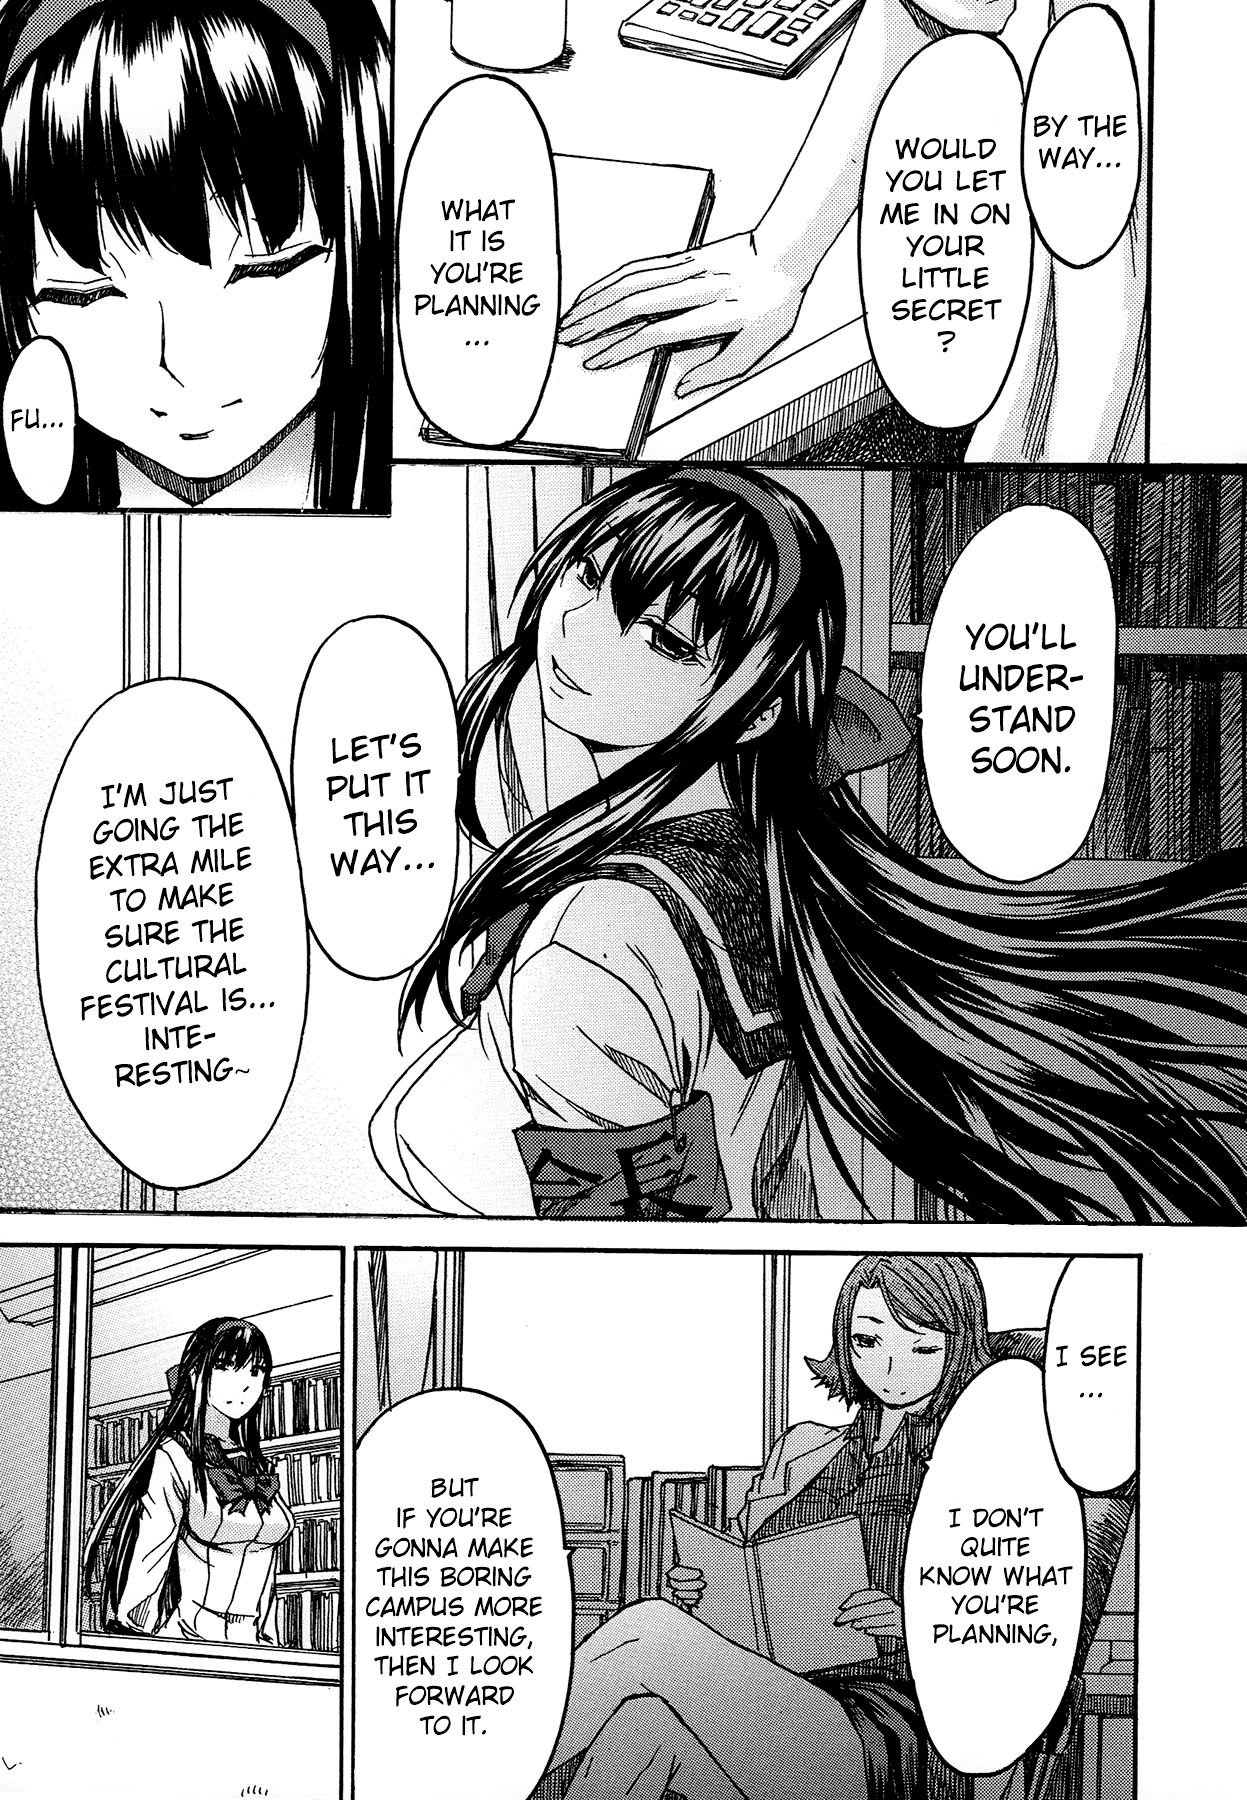 BY THE
WAY...
WOULD
YOU LET
ME IN ON
YOUR
LITTLE
SECRET
?
WHAT
IT IS
YOU'RE
PLANNING
...
FU...
YOU'LL
UNDER-
STAND
SOON.
LET'S
PUT IT
THIS
WAY...
I'M JUST
GOING THE
EXTRA MILE
TO MAKE
SURE THE
CULTURAL
FESTIVAL IS...
INTE-
RESTING~
会長
I SEE
...
I DON'T
QUITE
KNOW WHAT
YOU'RE
PLANNING,
BUT
IF YOU'RE
GONNA MAKE
THIS BORING
CAMPUS MORE
INTERESTING,
THEN I LOOK
FORWARD
TO IT.